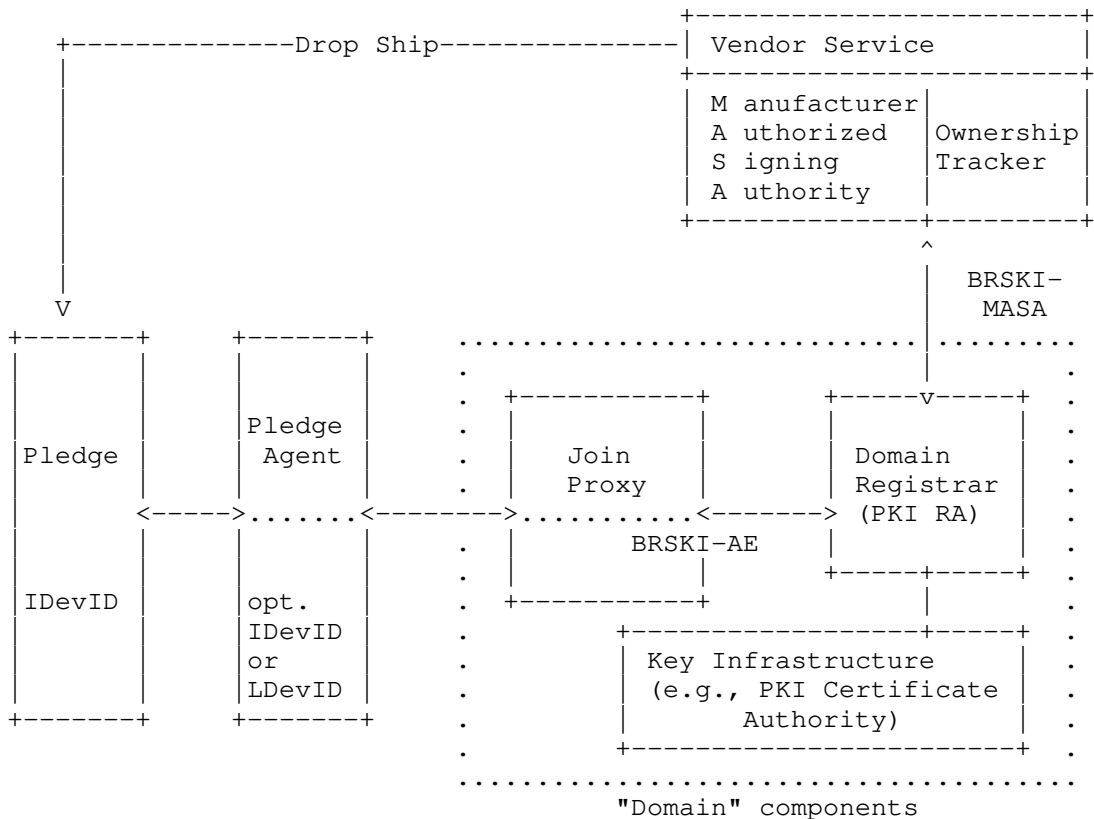 Drop Ship
Vendor Service
M anufacturer
A uthorized
S igning
A uthority
Ownership
Tracker
BRSKI-
MASA
Pledge
IDevID
Pledge
Agent
opt.
IDevID
or
LDevID
Join
Proxy
BRSKI-AE
Domain
Registrar
(PKI RA)
Key Infrastructure
(e.g., PKI Certificate
Authority)
"Domain" components